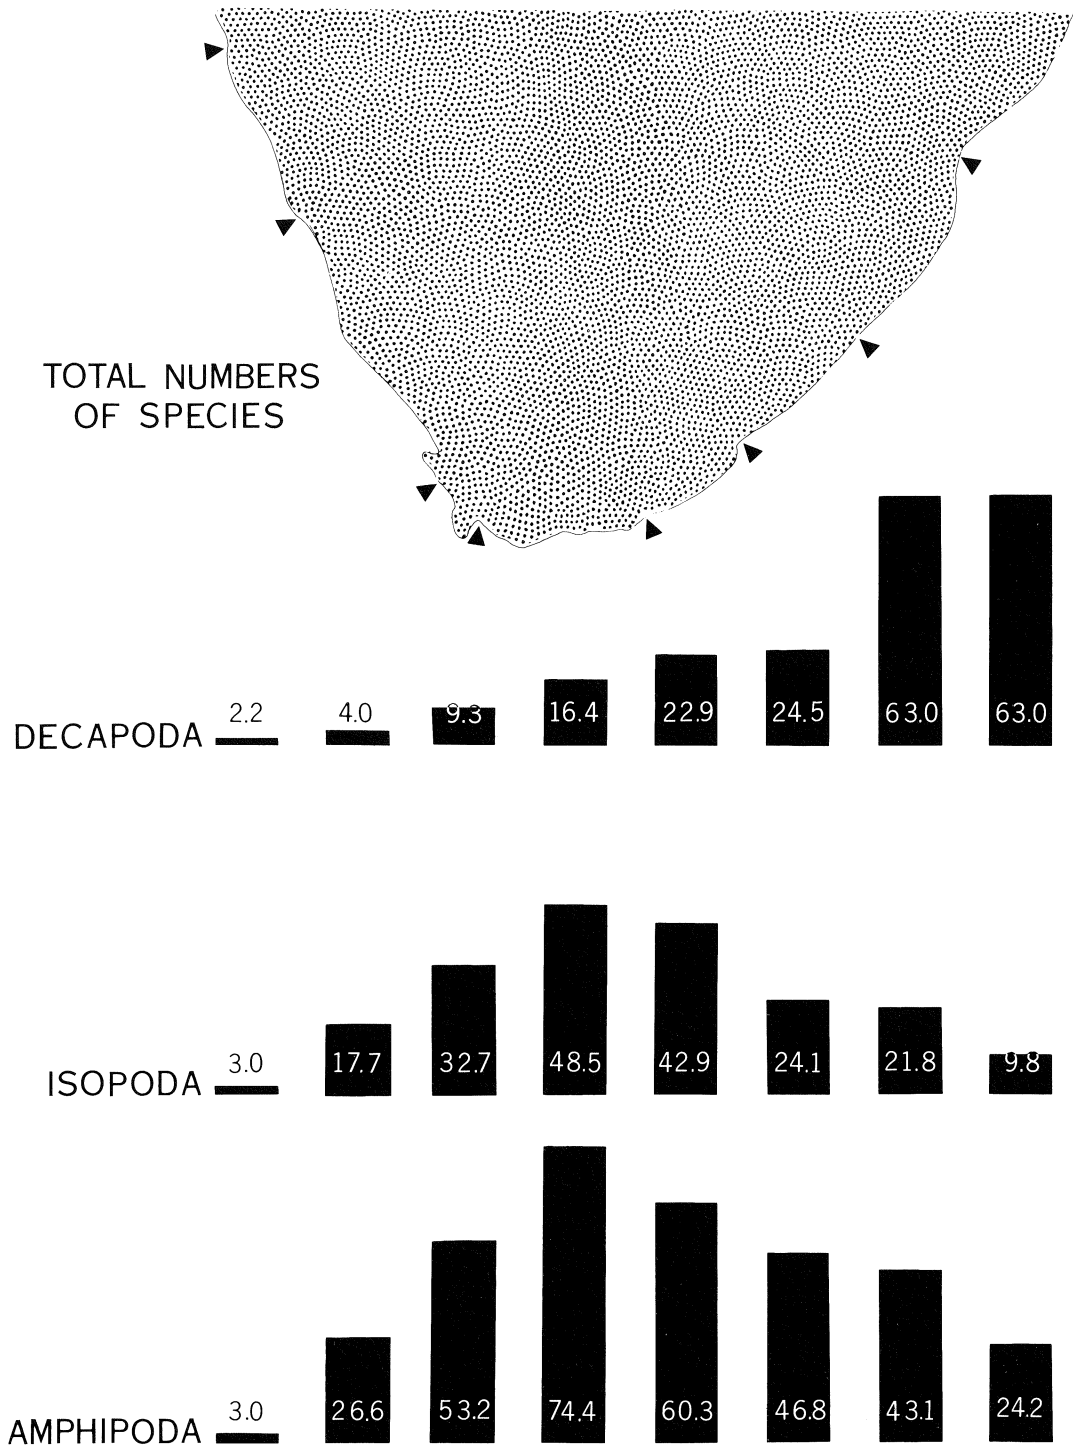 TOTAL NUMBERS
OF SPECIES
DECAPODA 2.2 4.0 9.3 16.4 22.9 24.5 63.0 63.0
ISOPODA 3.0 17.7 32.7 48.5 42.9 24.1 21.8 9.8
AMPHIPODA 3.0 26.6 53.2 74.4 60.3 46.8 43.1 24.2